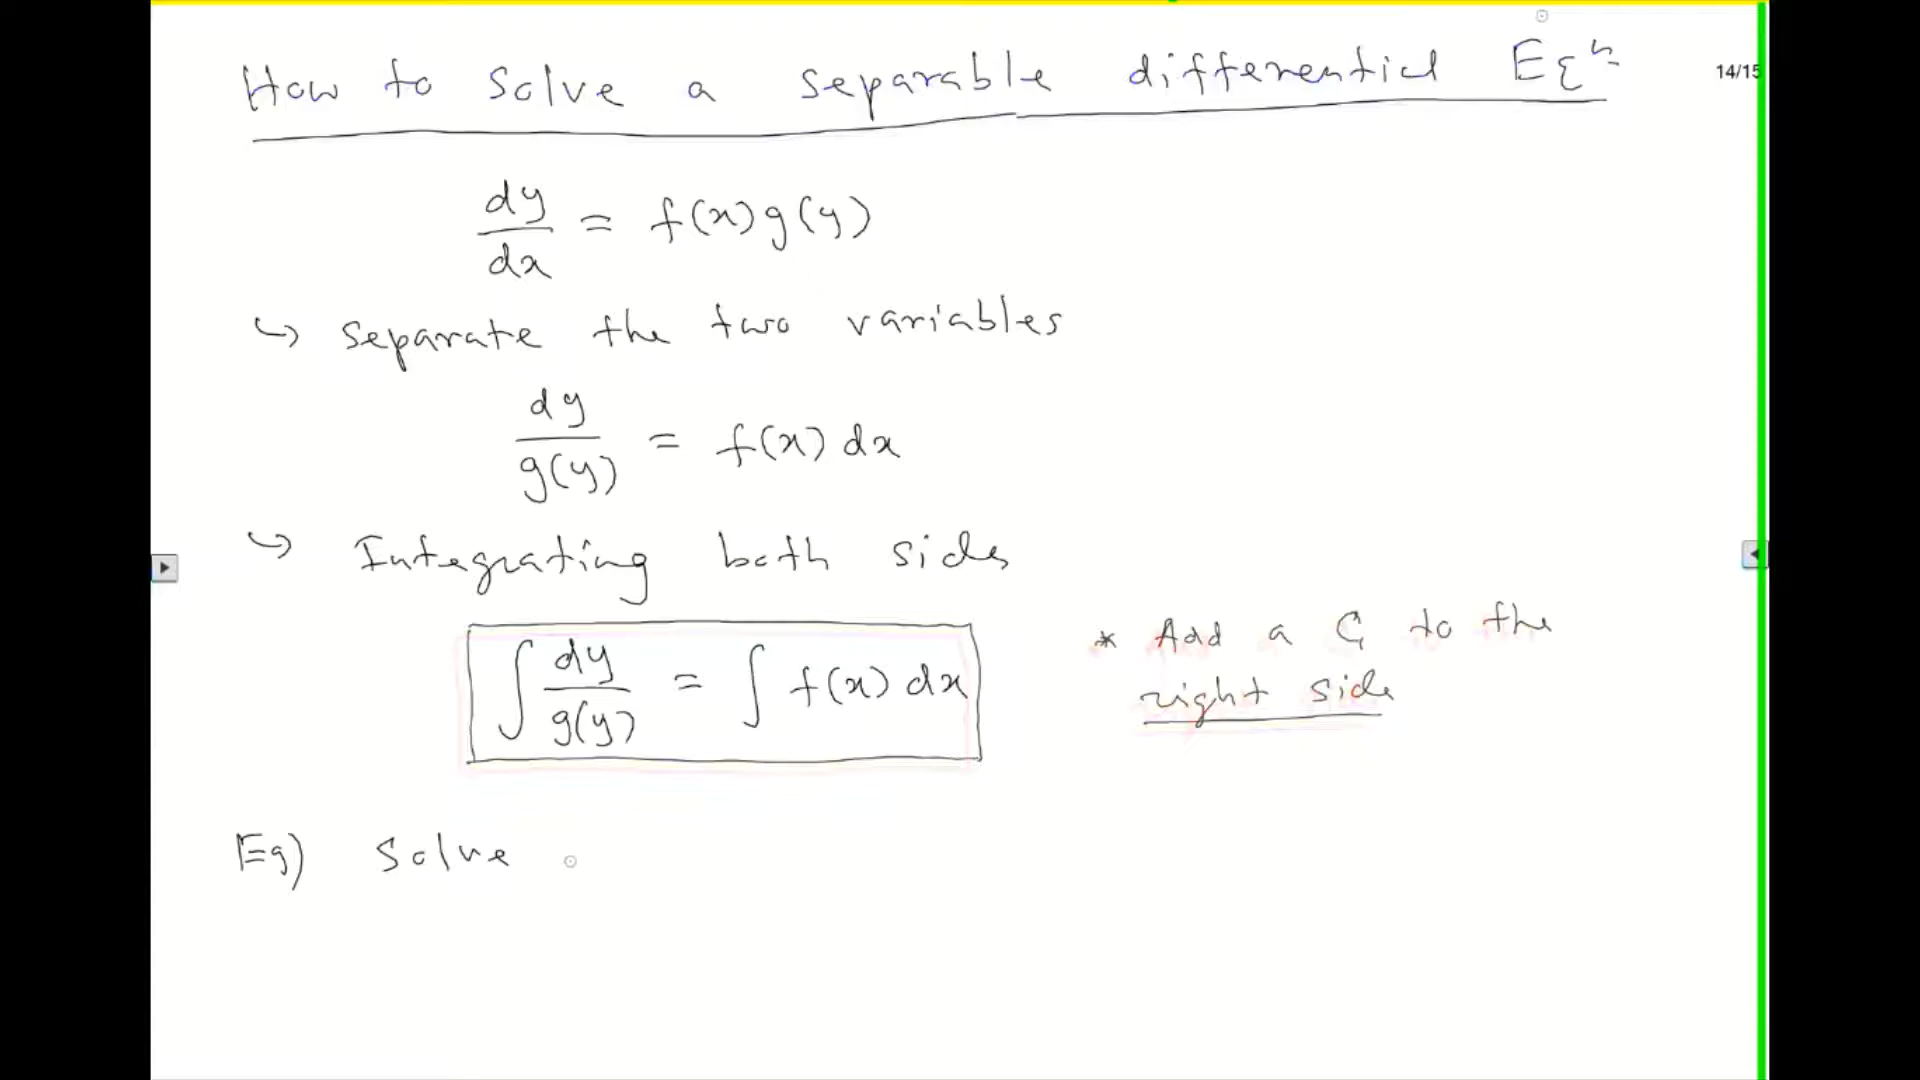 How to solve a separable differential Eqⁿ
14/15
dy/dx = f(x)g(y)
↪ separate the two variables
dy/g(y) = f(x) dx
↪ Integrating both sides
∫ dy/g(y) = ∫ f(x) dx
* Add a C to the
right side
Eg) Solve